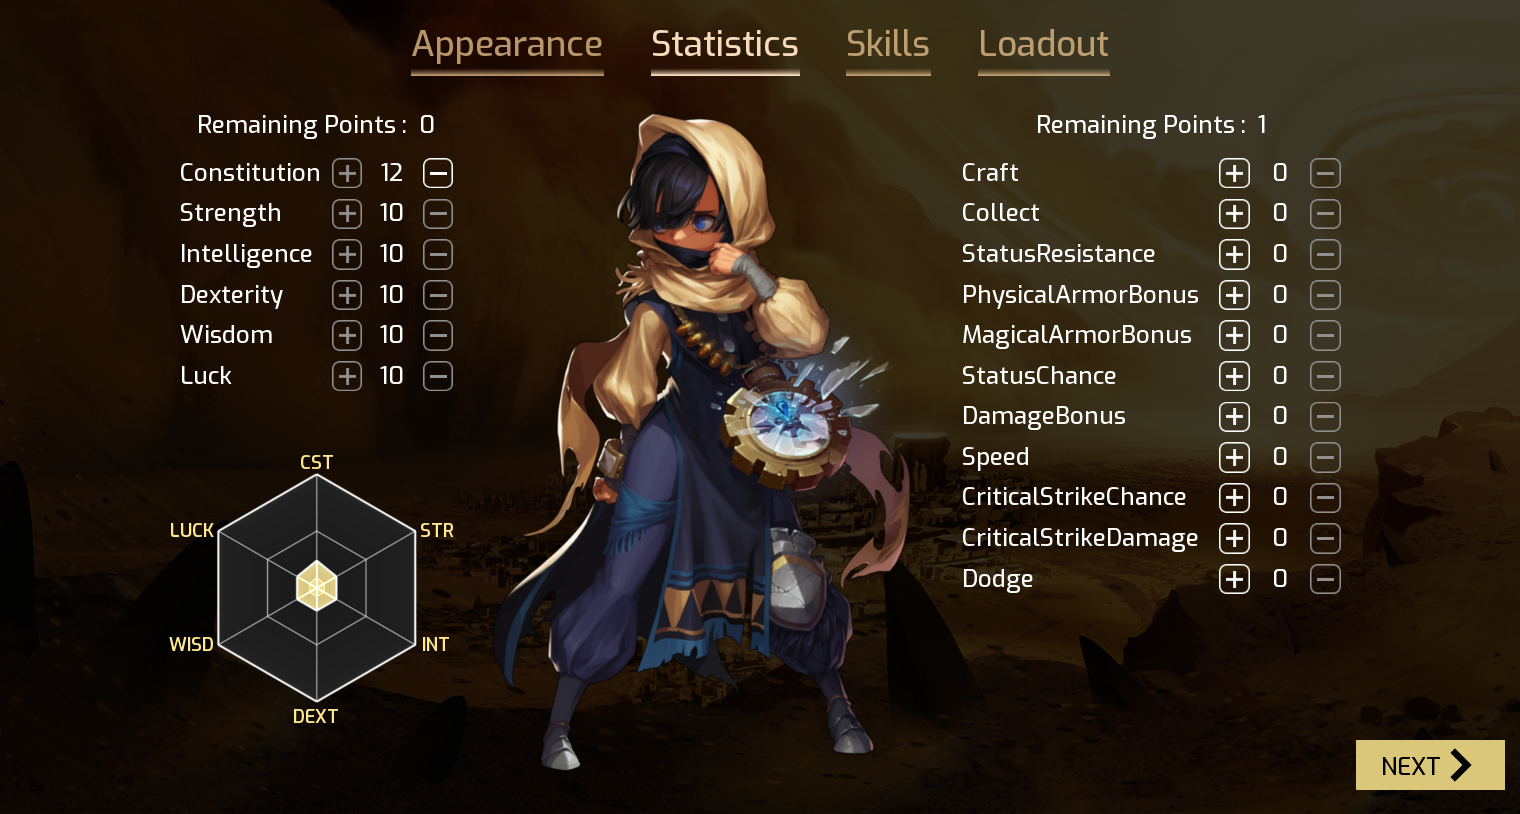 Appearance Statistics Skills Loadout
Remaining Points : 0
Constitution 12
Strength 10
Intelligence 10
Dexterity 10
Wisdom 10
Luck 10
CST
LUCK STR
WISD INT
DEXT
Remaining Points : 1
Craft 0
Collect 0
StatusResistance 0
PhysicalArmorBonus 0
MagicalArmorBonus 0
StatusChance 0
DamageBonus 0
Speed 0
CriticalStrikeChance 0
CriticalStrikeDamage 0
Dodge 0
NEXT